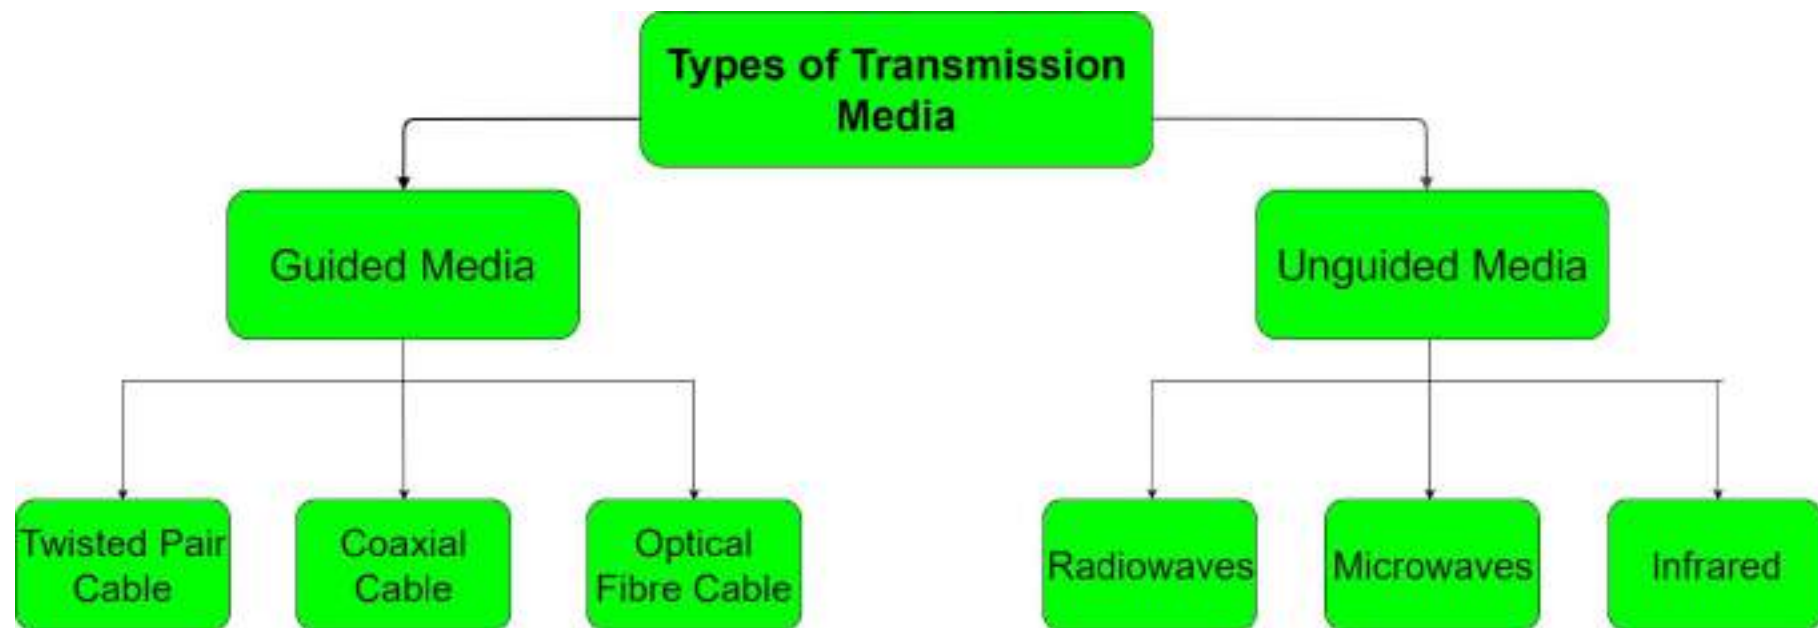 Types of Transmission
Media
Guided Media
Unguided Media
Twisted Pair
Cable
Coaxial
Cable
Optical
Fibre Cable
Radiowaves
Microwaves
Infrared